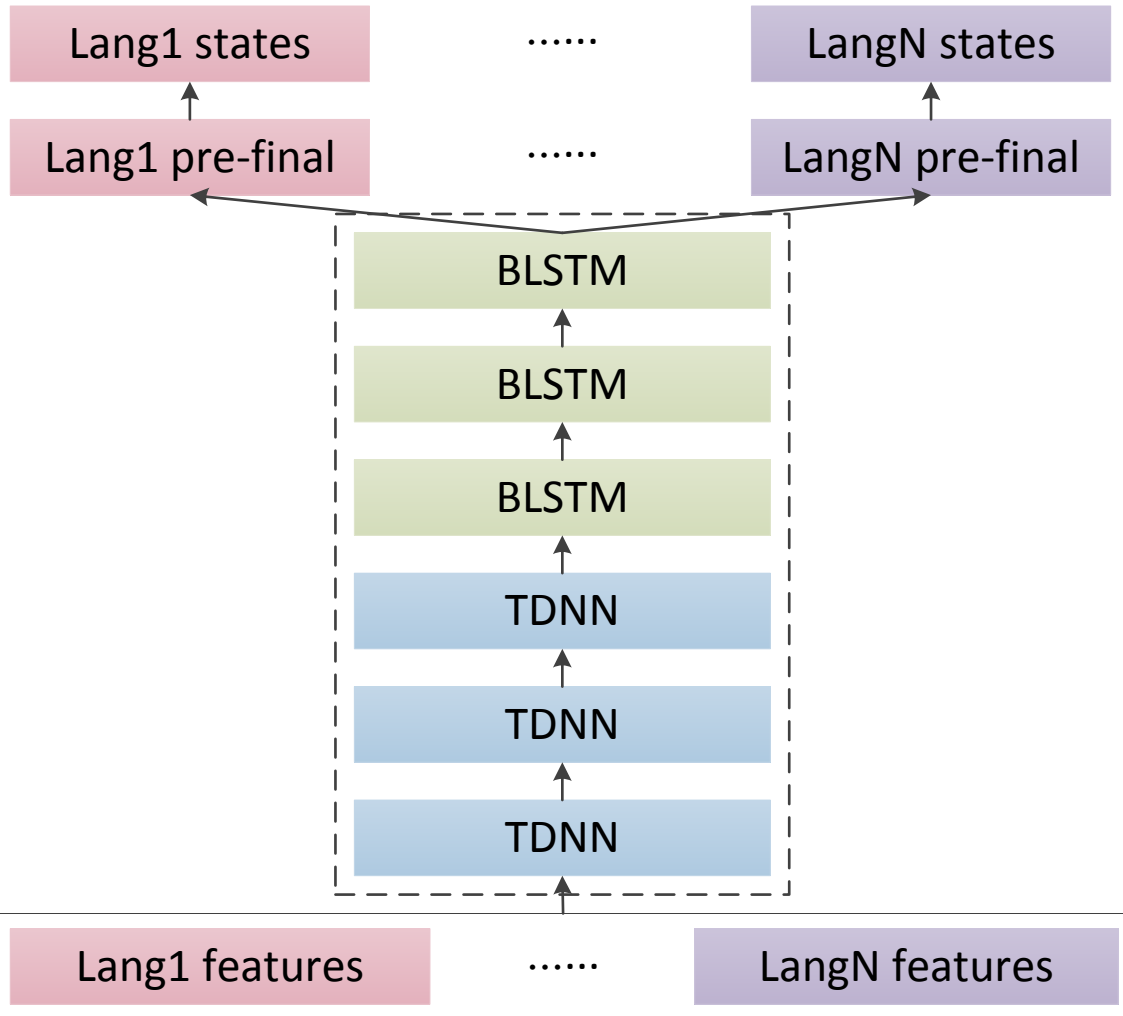 Lang1 states ...... LangN states
Lang1 pre-final ...... LangN pre-final
BLSTM
BLSTM
BLSTM
TDNN
TDNN
TDNN
Lang1 features ...... LangN features